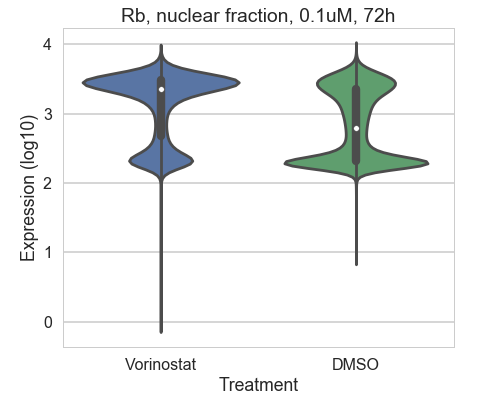 Rb, nuclear fraction, 0.1uM, 72h
4
3
2
1
0
Expression (log10)
Vorinostat
DMSO
Treatment